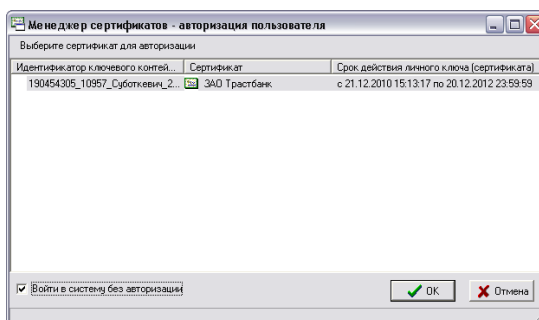 Менеджер сертификатов - авторизация пользователя
Выберите сертификат для авторизации
Идентификатор ключевого контей... Сертификат Срок действия личного ключа (сертификата)
190454305_10957_Суботкевич_2... ЗАО Трастбанк с 21.12.2010 15:13:17 по 20.12.2012 23:59:59
Войти в систему без авторизации OK Отмена